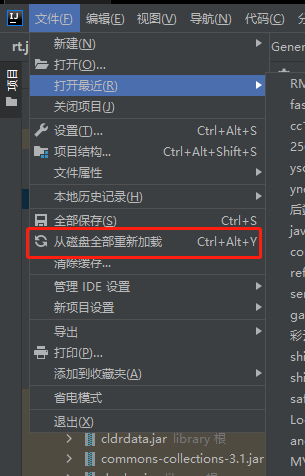 IJ 文件(F) 编辑(E) 视图(V) 导航(N) 代码(C)
rt.j
项目
新建(N)
打开(O)...
打开最近(R)
关闭项目(J)
设置(T)... Ctrl+Alt+S
项目结构... Ctrl+Alt+Shift+S
文件属性
本地历史记录(H)
全部保存(S) Ctrl+S
从磁盘全部重新加载 Ctrl+Alt+Y
清除缓存...
管理 IDE 设置
新项目设置
导出
打印(P)...
添加到收藏夹(A)
省电模式
退出(X)
cldrdata.jar library 根
commons-collections-3.1.jar
Gener
RM
fas
cc
25
yso
yno
后
jav
co
ref
ser
ga
彩
shi
shi
saf
Lo
and
MV